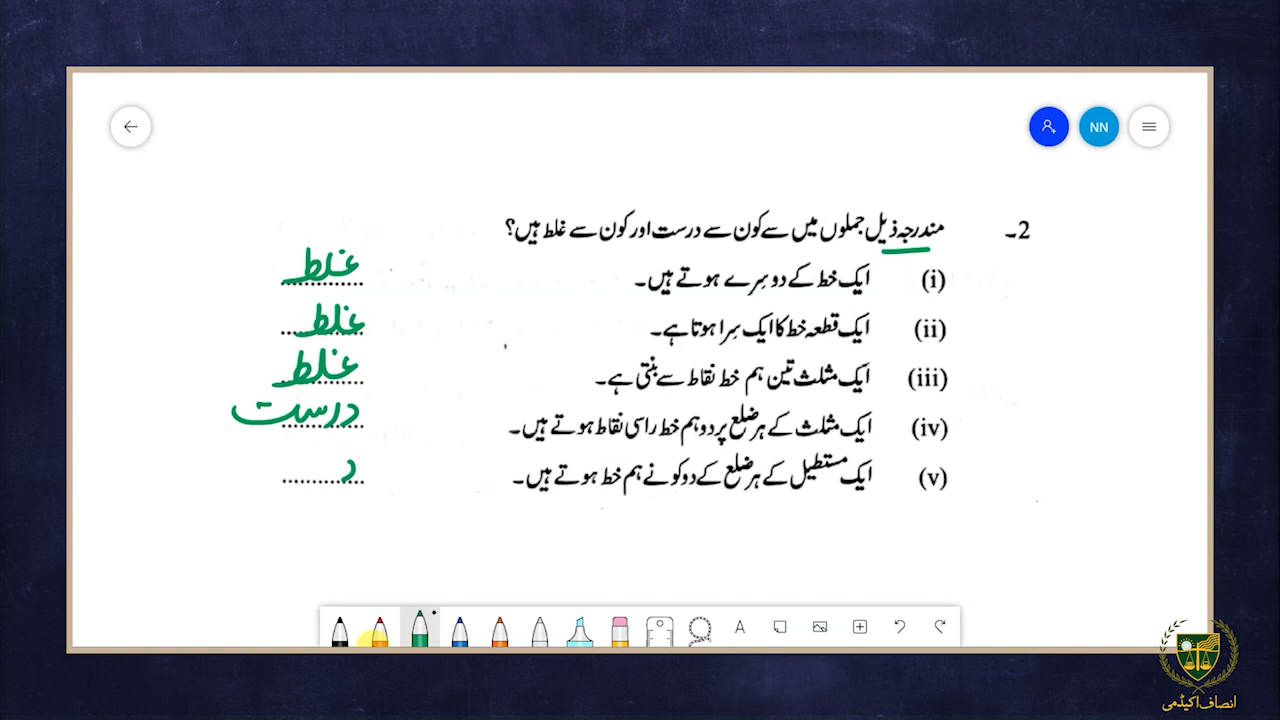 NN
2۔ مندرجہ ذیل جملوں میں سے کون سے درست اور کون سے غلط ہیں؟
(i) ایک خط کے دو سِرے ہوتے ہیں۔ غلط
(ii) ایک قطعہ خط کا ایک سِرا ہوتا ہے۔ غلط
(iii) ایک مثلث تین ہم خط نقاط سے بنتی ہے۔ غلط
(iv) ایک مثلث کے ہر ضلع پر دو ہم خط راسی نقاط ہوتے ہیں۔ درست
(v) ایک مستطیل کے ہر ضلع کے دو کونے ہم خط ہوتے ہیں۔ د
A
انصاف اکیڈمی